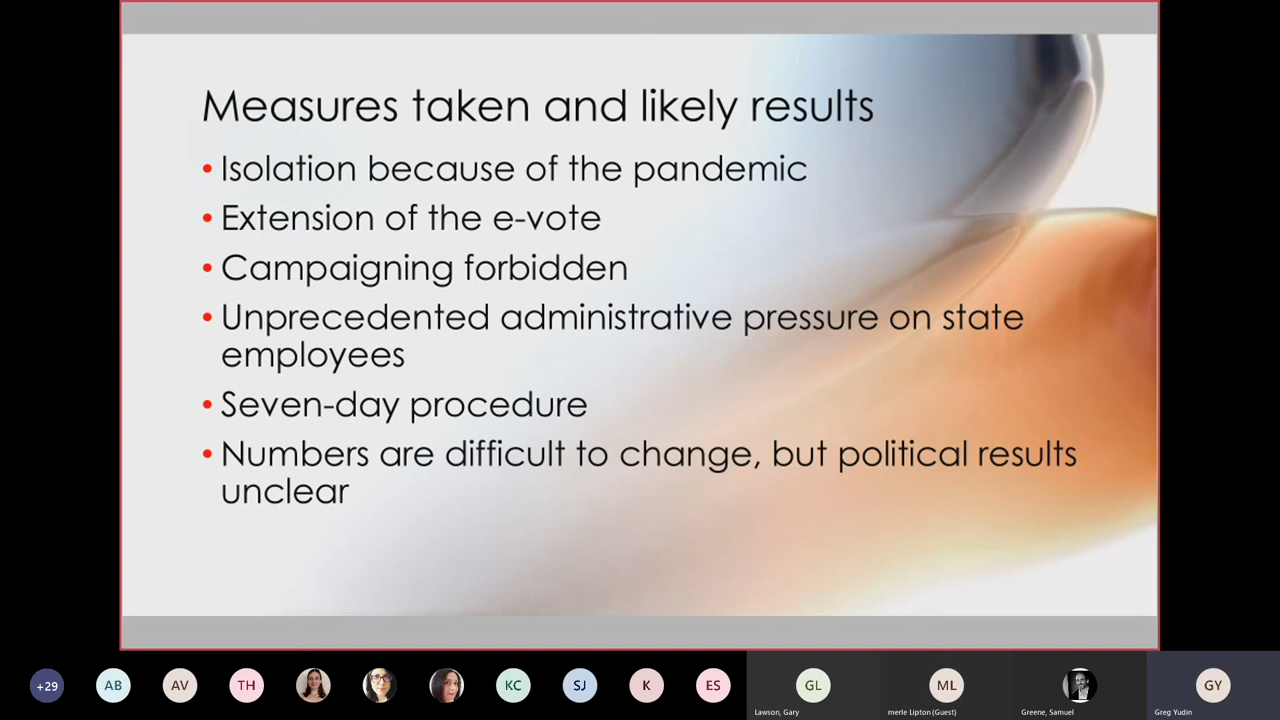 Measures taken and likely results
• Isolation because of the pandemic
• Extension of the e-vote
• Campaigning forbidden
• Unprecedented administrative pressure on state
employees
• Seven-day procedure
• Numbers are difficult to change, but political results
unclear
+29 AB AV TH KC SJ K ES GL ML GY
Lawson, Gary merle Lipton (Guest) Greene, Samuel Greg Yudin